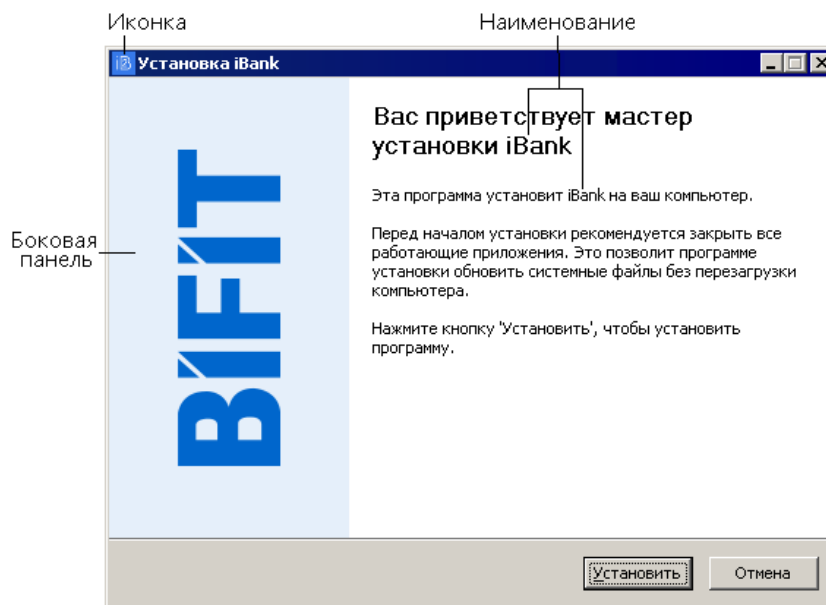 Иконка
Наименование
Установка iBank
Вас приветствует мастер
установки iBank
Эта программа установит iBank на ваш компьютер.
Перед началом установки рекомендуется закрыть все
работающие приложения. Это позволит программе
установки обновить системные файлы без перезагрузки
компьютера.
Нажмите кнопку 'Установить', чтобы установить
программу.
Боковая
панель
BIFIT
Установить
Отмена